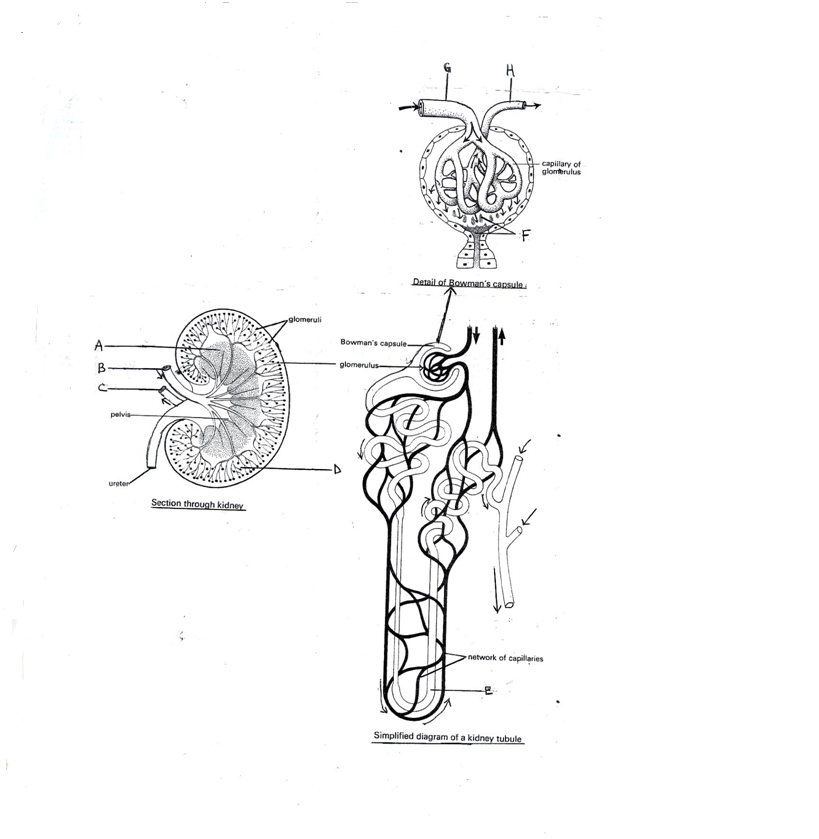 G
H
capillary of
glomerulus
F
Detail of Bowman's capsule
glomeruli
A
Bowman's capsule
B
glomerulus
C
pelvis
D
ureter
Section through kidney
network of capillaries
E
Simplified diagram of a kidney tubule